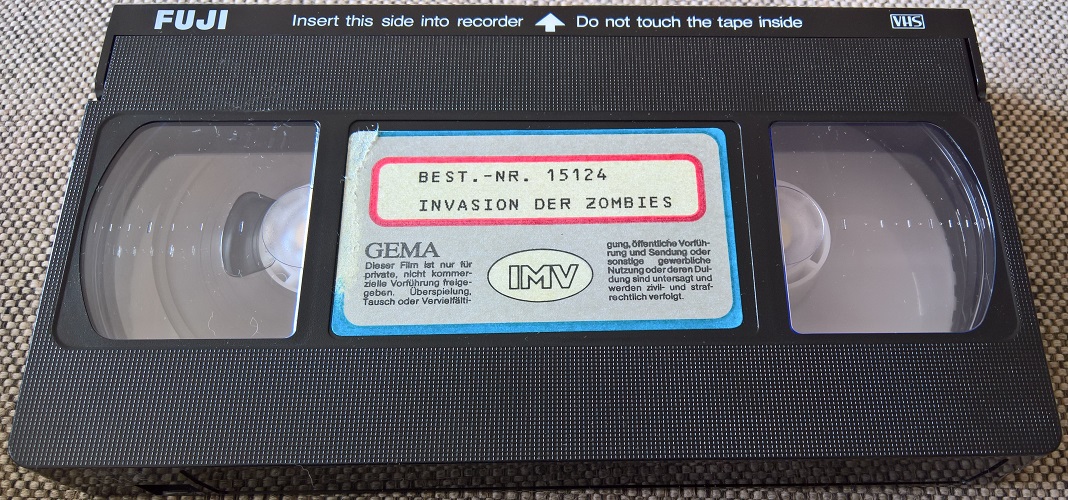 FUJI
Insert this side into recorder
Do not touch the tape inside
VHS
BEST.-NR. 15124
INVASION DER ZOMBIES
GEMA
Dieser Film ist nur für
private, nicht kommer-
zielle Vorführung freige-
geben. Überspielung,
Tausch oder Vervielfälti-
IMV
gung, öffentliche Vorfüh-
rung und Sendung oder
sonstige gewerbliche
Nutzung oder deren Dul-
dung sind untersagt und
werden zivil- und straf-
rechtlich verfolgt.